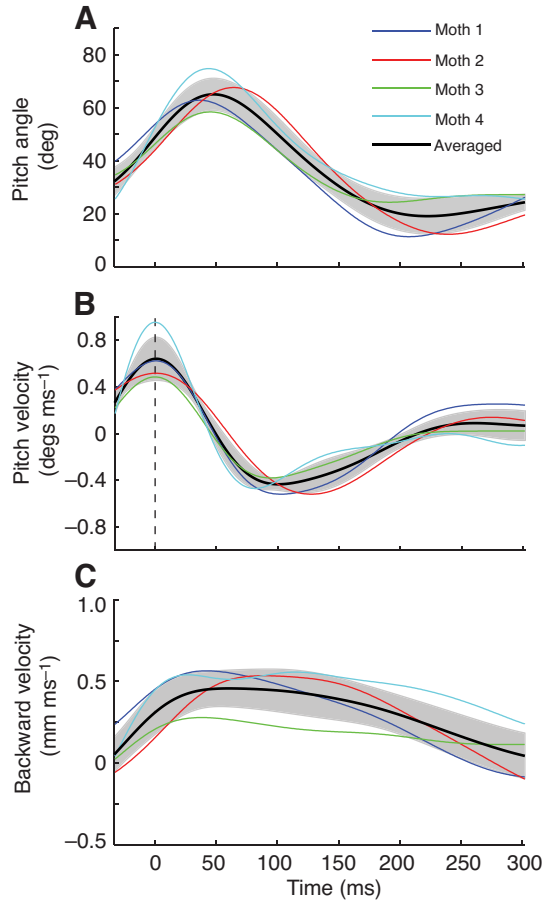 A
80
60
40
20
0
Pitch angle
(deg)
Moth 1
Moth 2
Moth 3
Moth 4
Averaged
B
0.8
0.4
0
–0.4
–0.8
Pitch velocity
(degs ms–1)
C
1.0
0.5
0
–0.5
Backward velocity
(mm ms–1)
0 50 100 150 200 250 300
Time (ms)